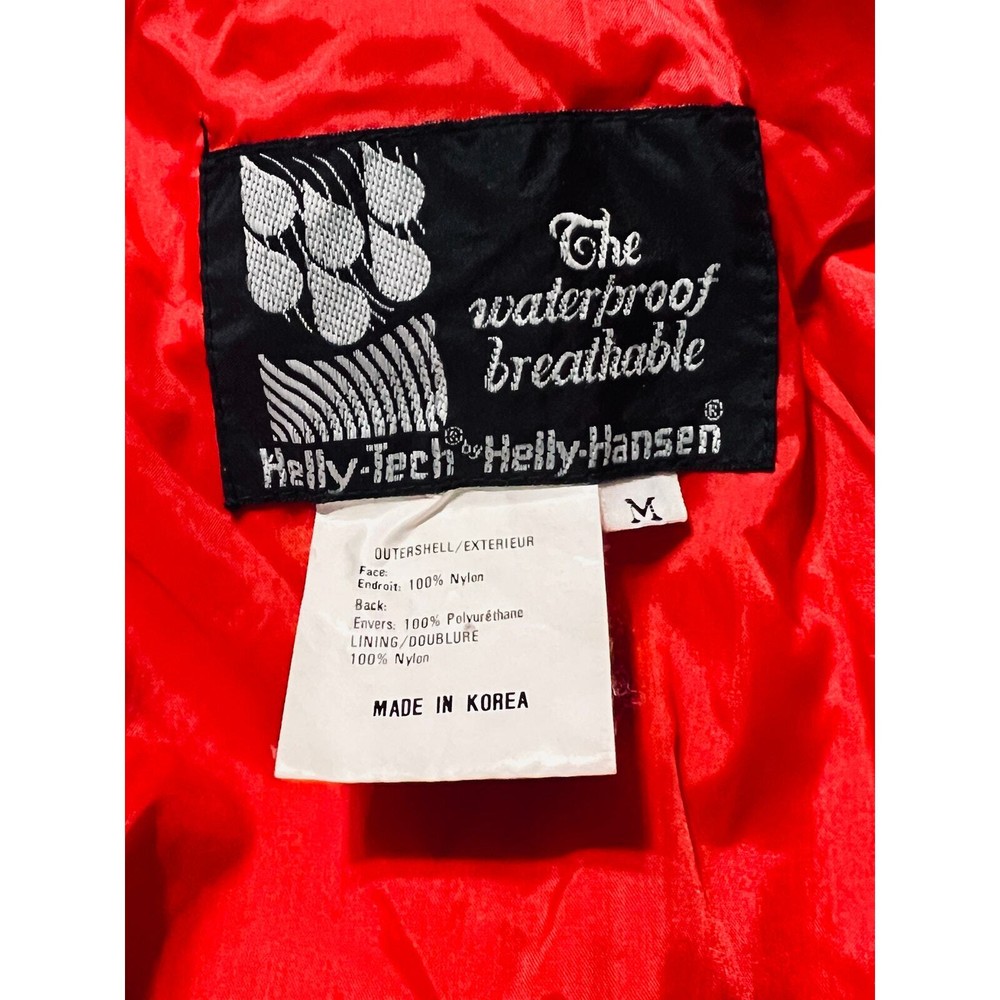 The
waterproof
breathable
Helly-Tech® by Helly-Hansen®
M
OUTERSHELL/EXTERIEUR
Face:
Endroit: 100% Nylon
Back:
Envers: 100% Polyuréthane
LINING/DOUBLURE
100% Nylon
MADE IN KOREA